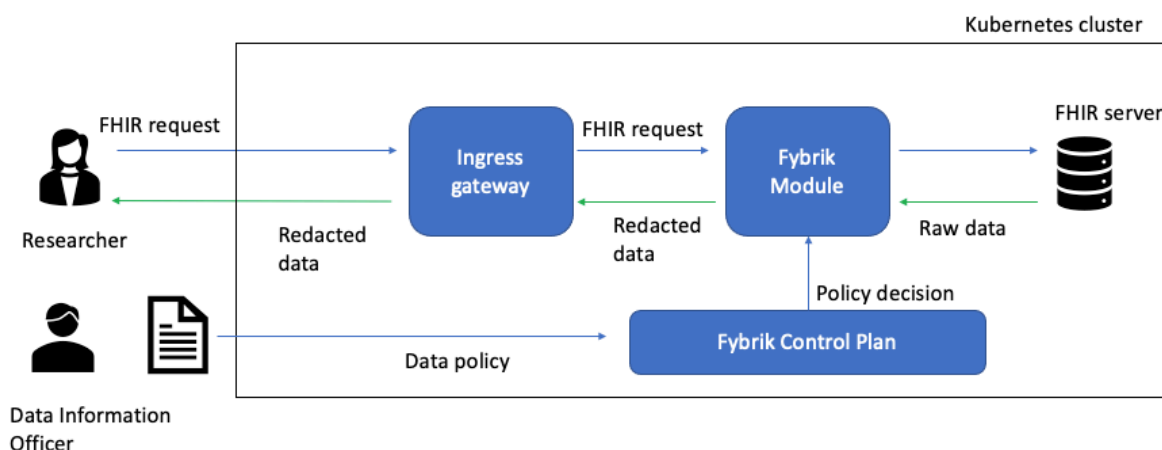 Kubernetes cluster
FHIR request
FHIR request
FHIR server
Ingress
gateway
Fybrik
Module
Researcher
Redacted
data
Redacted
data
Raw data
Policy decision
Fybrik Control Plan
Data policy
Data Information
Officer